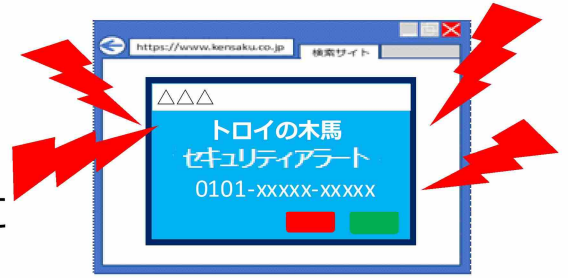 https://www.kensaku.co.jp
検索サイト
△△△
トロイの木馬
セキュリティアラート
0101-xxxxx-xxxxx